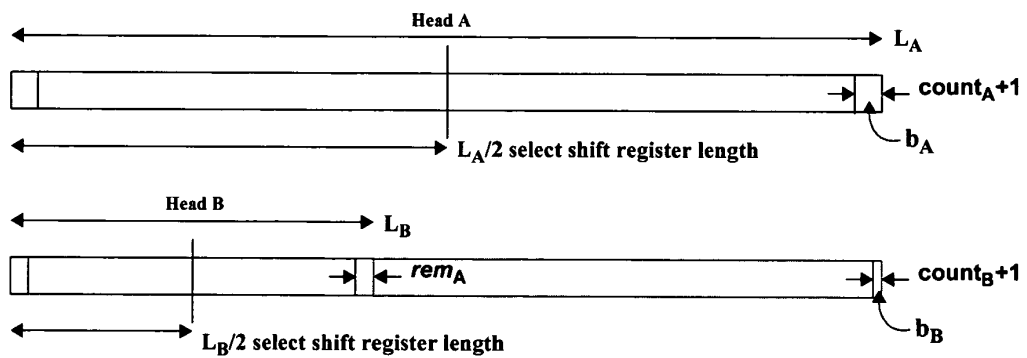 Head A
L_A
count_A+1
b_A
L_A/2 select shift register length
Head B
L_B
rem_A
count_B+1
b_B
L_B/2 select shift register length